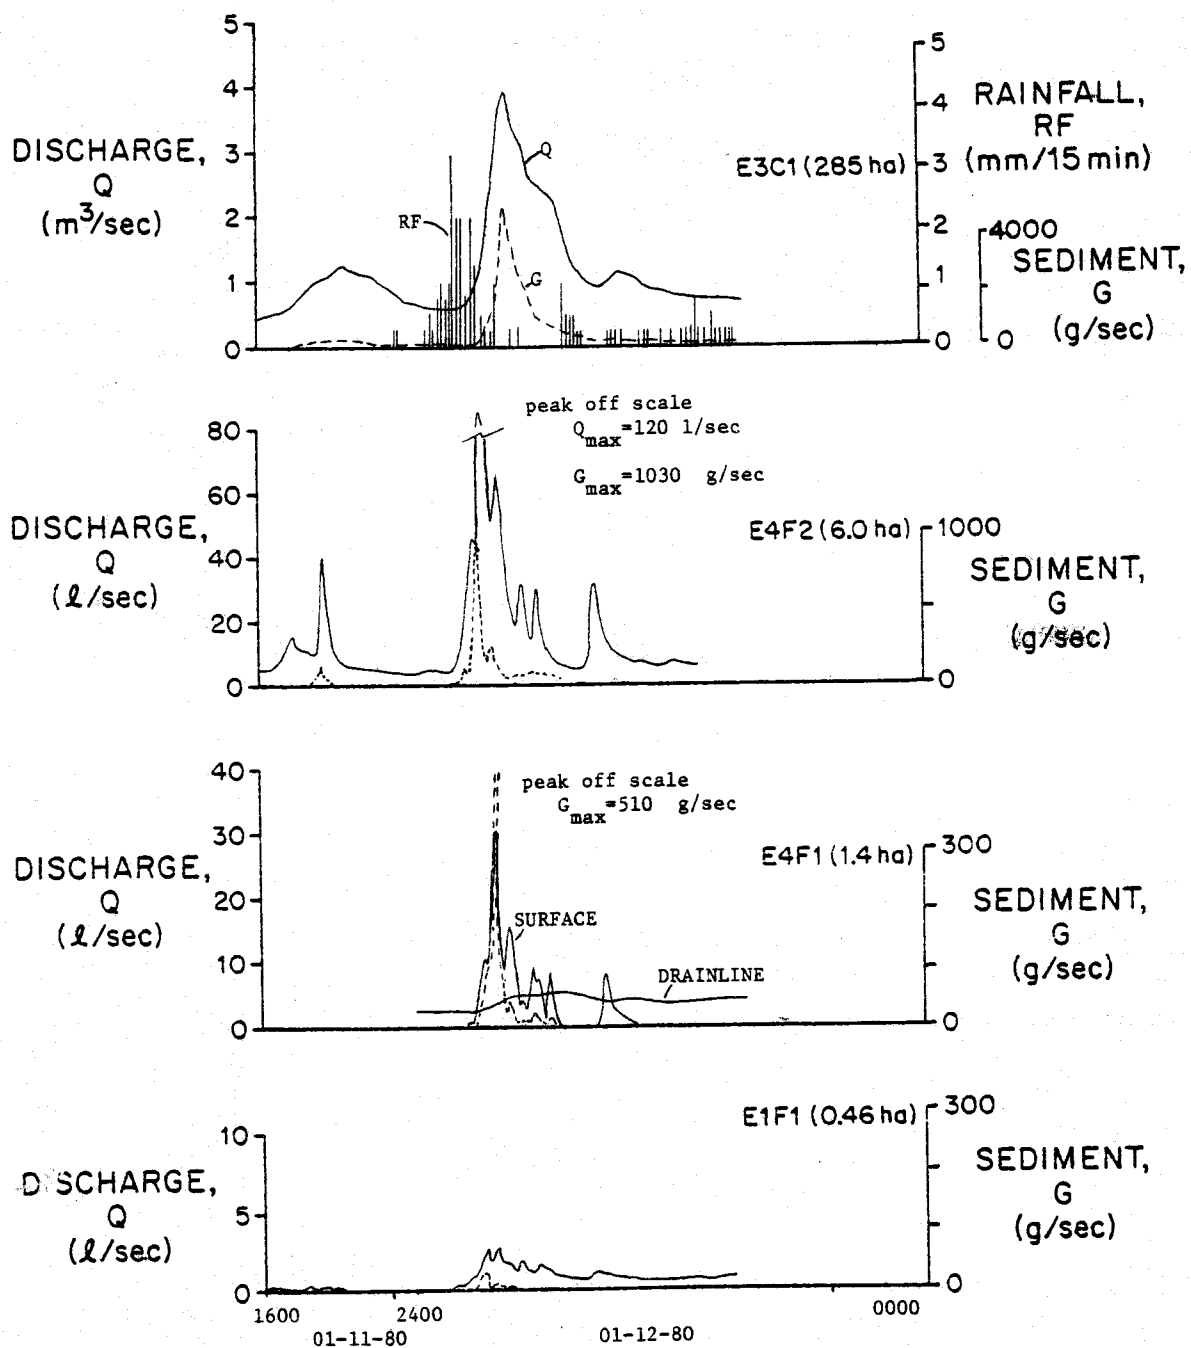 5
4
3
2
1
0
DISCHARGE,
Q
(m³/sec)
RF
Q
G
E3C1 (285 ha)
5
4
3
2
1
0
RAINFALL,
RF
(mm/15 min)
4000
0
SEDIMENT,
G
(g/sec)
80
60
40
20
0
DISCHARGE,
Q
(ℓ/sec)
peak off scale
Qmax=120 l/sec
Gmax=1030 g/sec
E4F2 (6.0 ha)
1000
0
SEDIMENT,
G
(g/sec)
40
30
20
10
0
DISCHARGE,
Q
(ℓ/sec)
peak off scale
Gmax=510 g/sec
SURFACE
DRAINLINE
E4F1 (1.4 ha)
300
0
SEDIMENT,
G
(g/sec)
10
5
0
D SCHARGE,
Q
(ℓ/sec)
E1F1 (0.46 ha)
300
0
SEDIMENT,
G
(g/sec)
1600 2400 0000
01-11-80 01-12-80